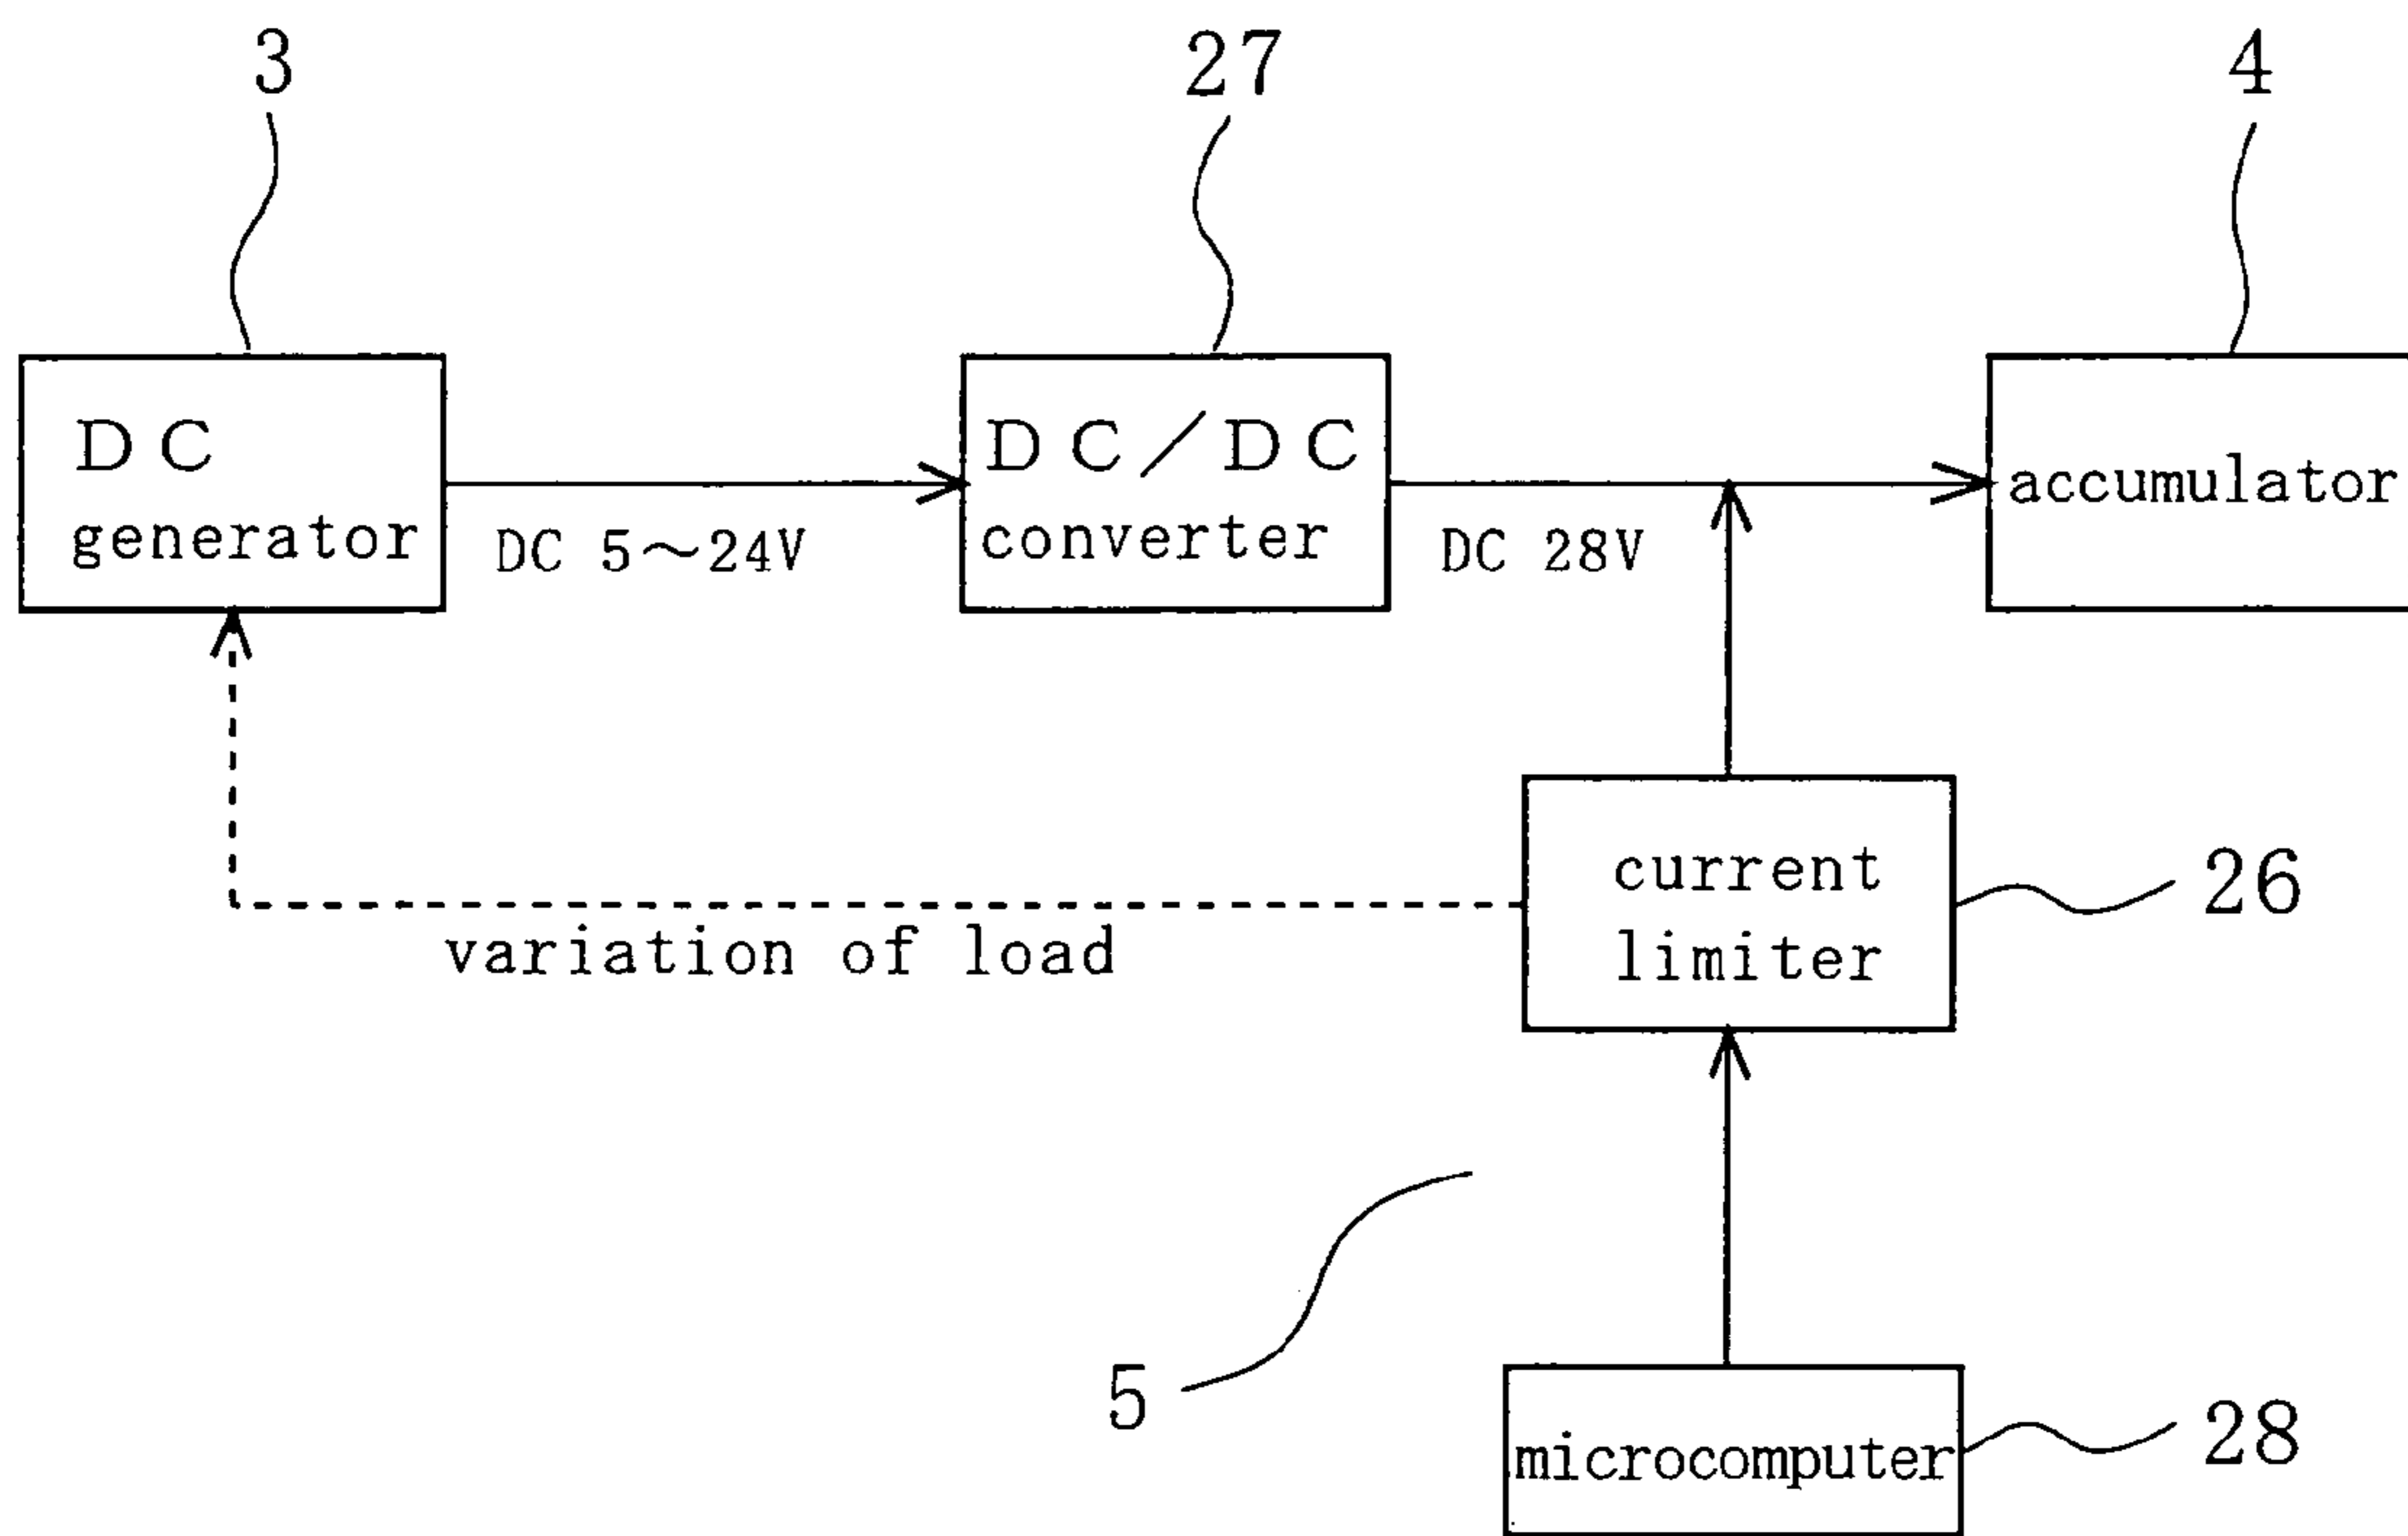 3
27
4
DC
generator
DC 5～24V
DC／DC
converter
DC 28V
accumulator
variation of load
current
limiter
26
5
microcomputer
28